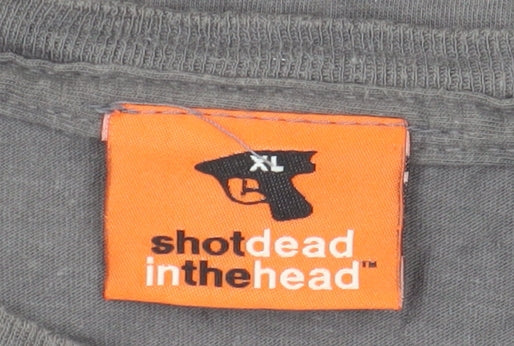 XL
shotdead
inthehead™